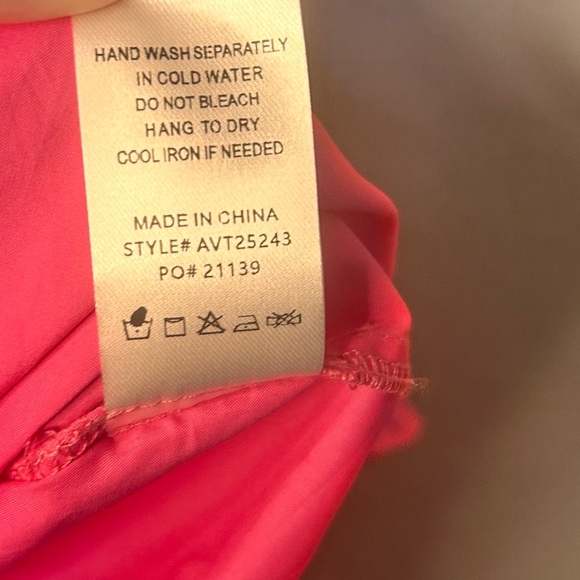 HAND WASH SEPARATELY
IN COLD WATER
DO NOT BLEACH
HANG TO DRY
COOL IRON IF NEEDED
MADE IN CHINA
STYLE# AVT25243
PO# 21139